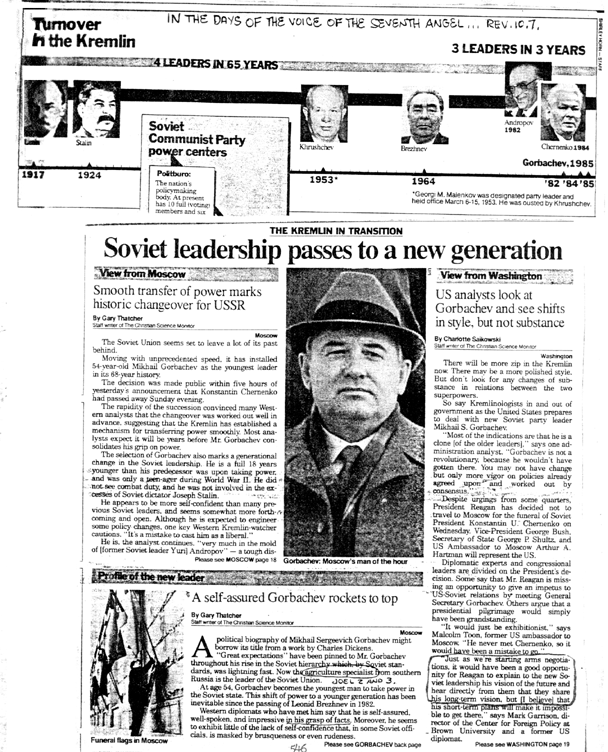 IN THE DAYS OF THE VOICE OF THE SEVENTH ANGEL... REV.10.7.
Turnover
in the Kremlin
3 LEADERS IN 3 YEARS
4 LEADERS IN 65 YEARS
Lenin
Stalin
Khrushchev
Brezhnev
Andropov
1982
Chernenko 1984
Gorbachev, 1985
Soviet
Communist Party
power centers
Politburo:
The nation's
policymaking
body. At present
has 10 full (voting)
members and six
1917
1924
1953*
1964
'82 '84 '85
*Georgi M. Malenkov was designated party leader and
held office March 6-15, 1953. He was ousted by Khrushchev.
THE KREMLIN IN TRANSITION
Soviet leadership passes to a new generation
View from Moscow
Smooth transfer of power marks
historic changeover for USSR
By Gary Thatcher
Staff writer of The Christian Science Monitor
Moscow
The Soviet Union seems set to leave a lot of its past
behind.
Moving with unprecedented speed, it has installed
54-year-old Mikhail Gorbachev as the youngest leader
in its 68-year history.
The decision was made public within five hours of
yesterday's announcement that Konstantin Chernenko
had passed away Sunday evening.
The rapidity of the succession convinced many West-
ern analysts that the changeover was worked out well in
advance, suggesting that the Kremlin has established a
mechanism for transferring power smoothly. Most ana-
lysts expect it will be years before Mr. Gorbachev con-
solidates his grip on power.
The selection of Gorbachev also marks a generational
change in the Soviet leadership. He is a full 18 years
younger than his predecessor was upon taking power,
and was only a teen-ager during World War II. He did
not see combat duty, and he was not involved in the ex-
cesses of Soviet dictator Joseph Stalin.
He appears to be more self-confident than many pre-
vious Soviet leaders, and seems somewhat more forth-
coming and open. Although he is expected to engineer
some policy changes, one key Western Kremlin-watcher
cautions. "It's a mistake to cast him as a liberal."
He is, the analyst continues, "very much in the mold
of [former Soviet leader Yuri] Andropov" — a tough dis-
Please see MOSCOW page 18
Gorbachev: Moscow's man of the hour
View from Washington
US analysts look at
Gorbachev and see shifts
in style, but not substance
By Charlotte Saikowski
Staff writer of The Christian Science Monitor
Washington
There will be more zip in the Kremlin
now. There may be a more polished style.
But don't look for any changes of sub-
stance in relations between the two
superpowers.
So say Kremlinologists in and out of
government as the United States prepares
to deal with new Soviet party leader
Mikhail S. Gorbachev.
"Most of the indications are that he is a
clone [of the older leaders]," says one ad-
ministration analyst. "Gorbachev is not a
revolutionary, because he wouldn't have
gotten there. You may not have change
but only more vigor on policies already
agreed upon and worked out by
consensus."
Despite urgings from some quarters,
President Reagan has decided not to
travel to Moscow for the funeral of Soviet
President Konstantin U. Chernenko on
Wednesday. Vice-President George Bush,
Secretary of State George P. Shultz, and
US Ambassador to Moscow Arthur A.
Hartman will represent the US.
Diplomatic experts and congressional
leaders are divided on the President's de-
cision. Some say that Mr. Reagan is miss-
ing an opportunity to give an impetus to
US-Soviet relations by meeting General
Secretary Gorbachev. Others argue that a
presidential pilgrimage would simply
have been grandstanding.
"It would just be exhibitionism," says
Malcolm Toon, former US ambassador to
Moscow. "He never met Chernenko, so it
would have been a mistake to go."
"Just as we're starting arms negotia-
tions, it would have been a good opportu-
nity for Reagan to explain to the new So-
viet leadership his vision of the future and
hear directly from them that they share
his long-term vision, but [I believe] that
his short-term plans will make it impossi-
ble to get there," says Mark Garrison, di-
rector of the Center for Foreign Policy at
Brown University and a former US
diplomat.
Please see WASHINGTON page 19
Profile of the new leader
A self-assured Gorbachev rockets to top
By Gary Thatcher
Staff writer of The Christian Science Monitor
Moscow
A political biography of Mikhail Sergeevich Gorbachev might
borrow its title from a work by Charles Dickens.
"Great expectations" have been pinned to Mr. Gorbachev
throughout his rise in the Soviet hierarchy which, by Soviet stan-
dards, was lightning fast. Now the agriculture specialist from southern
Russia is the leader of the Soviet Union. JOEL 2 AND 3.
At age 54, Gorbachev becomes the youngest man to take power in
the Soviet state. This shift of power to a younger generation has been
inevitable since the passing of Leonid Brezhnev in 1982.
Western diplomats who have met him say that he is self-assured,
well-spoken, and impressive in his grasp of facts. Moreover, he seems
to exhibit little of the lack of self-confidence that, in some Soviet offi-
cials, is masked by brusqueness or even rudeness.
Please see GORBACHEV back page
Funeral flags in Moscow